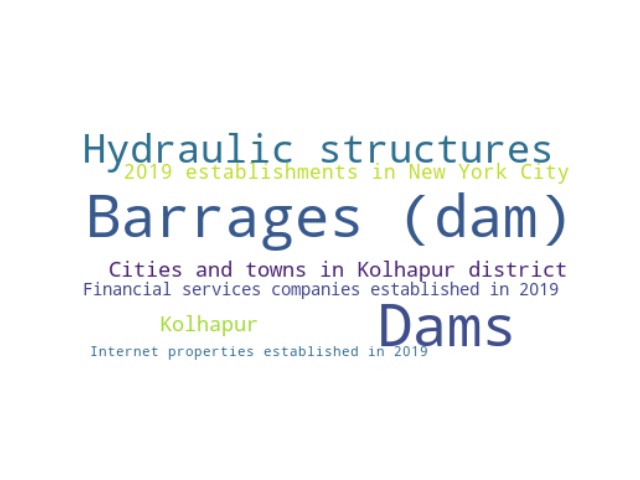 Hydraulic structures
2019 establishments in New York City
Barrages (dam)
Cities and towns in Kolhapur district
Financial services companies established in 2019
Kolhapur
Dams
Internet properties established in 2019